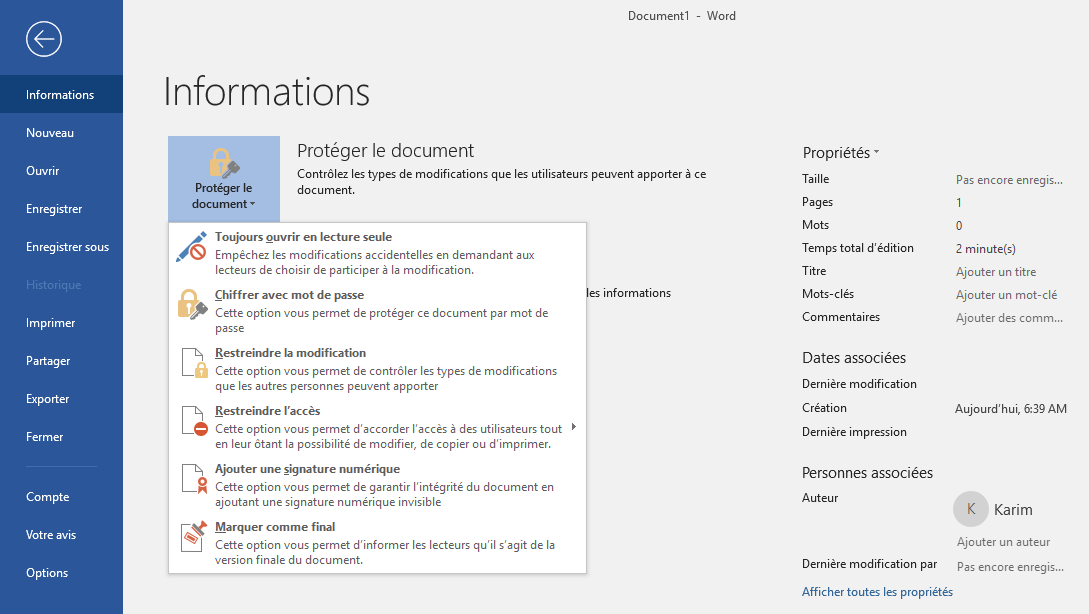 Document1 - Word
Informations
Nouveau
Ouvrir
Enregistrer
Enregistrer sous
Historique
Imprimer
Partager
Exporter
Fermer
Compte
Votre avis
Options
Informations
Protéger le
document
Protéger le document
Contrôlez les types de modifications que les utilisateurs peuvent apporter à ce
document.
Toujours ouvrir en lecture seule
Empêchez les modifications accidentelles en demandant aux
lecteurs de choisir de participer à la modification.
Chiffrer avec mot de passe
Cette option vous permet de protéger ce document par mot de
passe
Restreindre la modification
Cette option vous permet de contrôler les types de modifications
que les autres personnes peuvent apporter
Restreindre l'accès
Cette option vous permet d'accorder l'accès à des utilisateurs tout
en leur ôtant la possibilité de modifier, de copier ou d'imprimer.
Ajouter une signature numérique
Cette option vous permet de garantir l'intégrité du document en
ajoutant une signature numérique invisible
Marquer comme final
Cette option vous permet d'informer les lecteurs qu'il s'agit de la
version finale du document.
les informations
Propriétés
Taille Pas encore enregis...
Pages 1
Mots 0
Temps total d'édition 2 minute(s)
Titre Ajouter un titre
Mots-clés Ajouter un mot-clé
Commentaires Ajouter des comm...
Dates associées
Dernière modification
Création Aujourd'hui, 6:39 AM
Dernière impression
Personnes associées
Auteur
K Karim
Ajouter un auteur
Dernière modification par Pas encore enregis...
Afficher toutes les propriétés